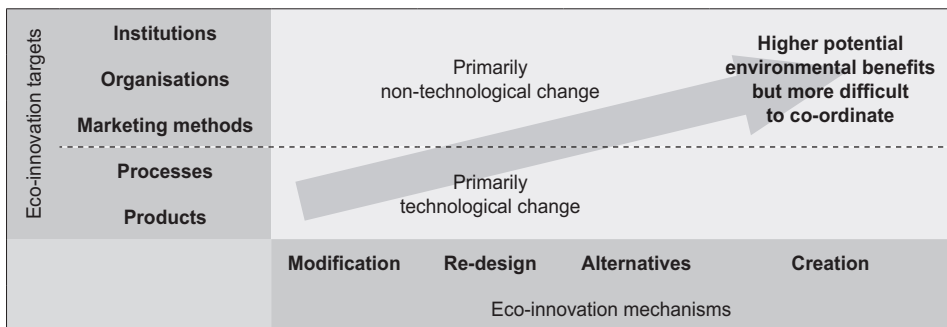 Eco-innovation targets
Institutions
Organisations
Marketing methods
Processes
Products
Primarily
non-technological change
Higher potential
environmental benefits
but more difficult
to co-ordinate
Primarily
technological change
Modification
Re-design
Alternatives
Creation
Eco-innovation mechanisms